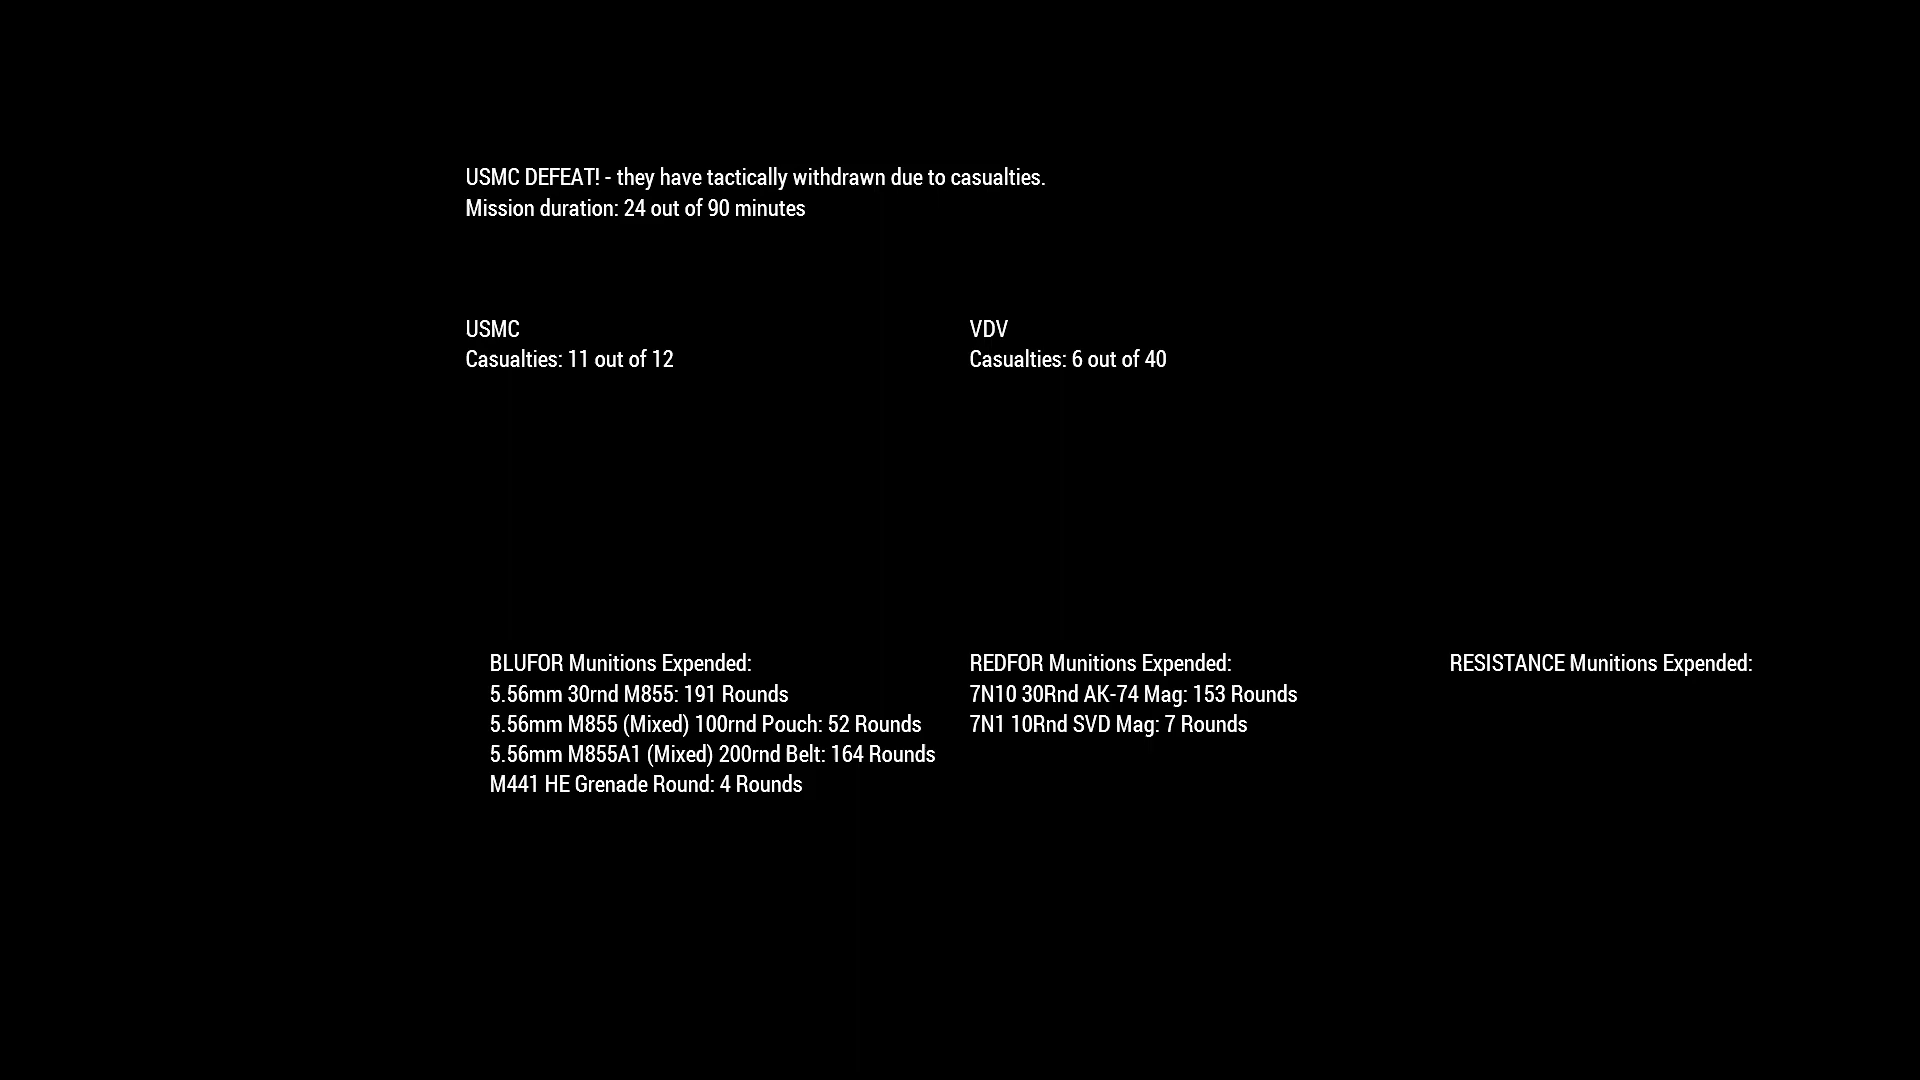 USMC DEFEAT! - they have tactically withdrawn due to casualties.
Mission duration: 24 out of 90 minutes
USMC
Casualties: 11 out of 12
VDV
Casualties: 6 out of 40
BLUFOR Munitions Expended:
5.56mm 30rnd M855: 191 Rounds
5.56mm M855 (Mixed) 100rnd Pouch: 52 Rounds
5.56mm M855A1 (Mixed) 200rnd Belt: 164 Rounds
M441 HE Grenade Round: 4 Rounds
REDFOR Munitions Expended:
7N10 30Rnd AK-74 Mag: 153 Rounds
7N1 10Rnd SVD Mag: 7 Rounds
RESISTANCE Munitions Expended: